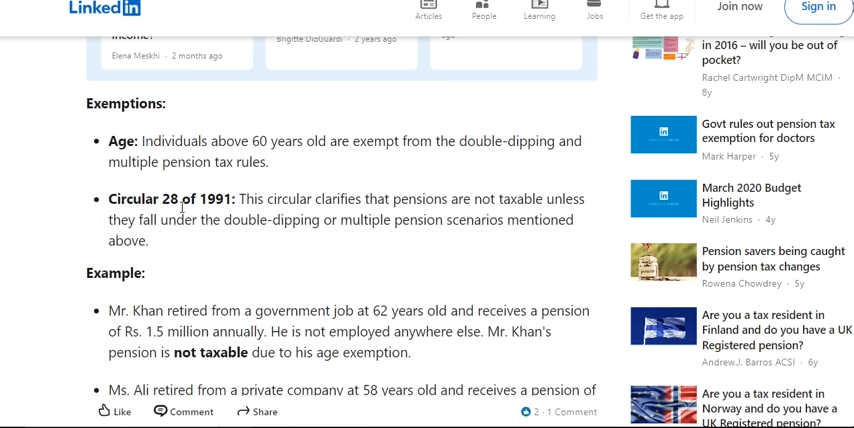 Linked in
Articles People Learning Jobs Get the app Join now Sign in
Elena Meskhi · 2 months ago
Brigitte DioGuardi · 2 years ago
Exemptions:
• Age: Individuals above 60 years old are exempt from the double-dipping and
multiple pension tax rules.
• Circular 28 of 1991: This circular clarifies that pensions are not taxable unless
they fall under the double-dipping or multiple pension scenarios mentioned
above.
Example:
• Mr. Khan retired from a government job at 62 years old and receives a pension
of Rs. 1.5 million annually. He is not employed anywhere else. Mr. Khan's
pension is not taxable due to his age exemption.
• Ms. Ali retired from a private company at 58 years old and receives a pension of
Like Comment Share 2 · 1 Comment
in 2016 – will you be out of
pocket?
Rachel Cartwright DipM MCIM ·
8y
Govt rules out pension tax
exemption for doctors
Mark Harper · 5y
March 2020 Budget
Highlights
Neil Jenkins · 4y
Pension savers being caught
by pension tax changes
Rowena Chowdrey · 5y
Are you a tax resident in
Finland and do you have a UK
Registered pension?
Andrew.J. Barros ACSI · 6y
Are you a tax resident in
Norway and do you have a
UK Registered pension?